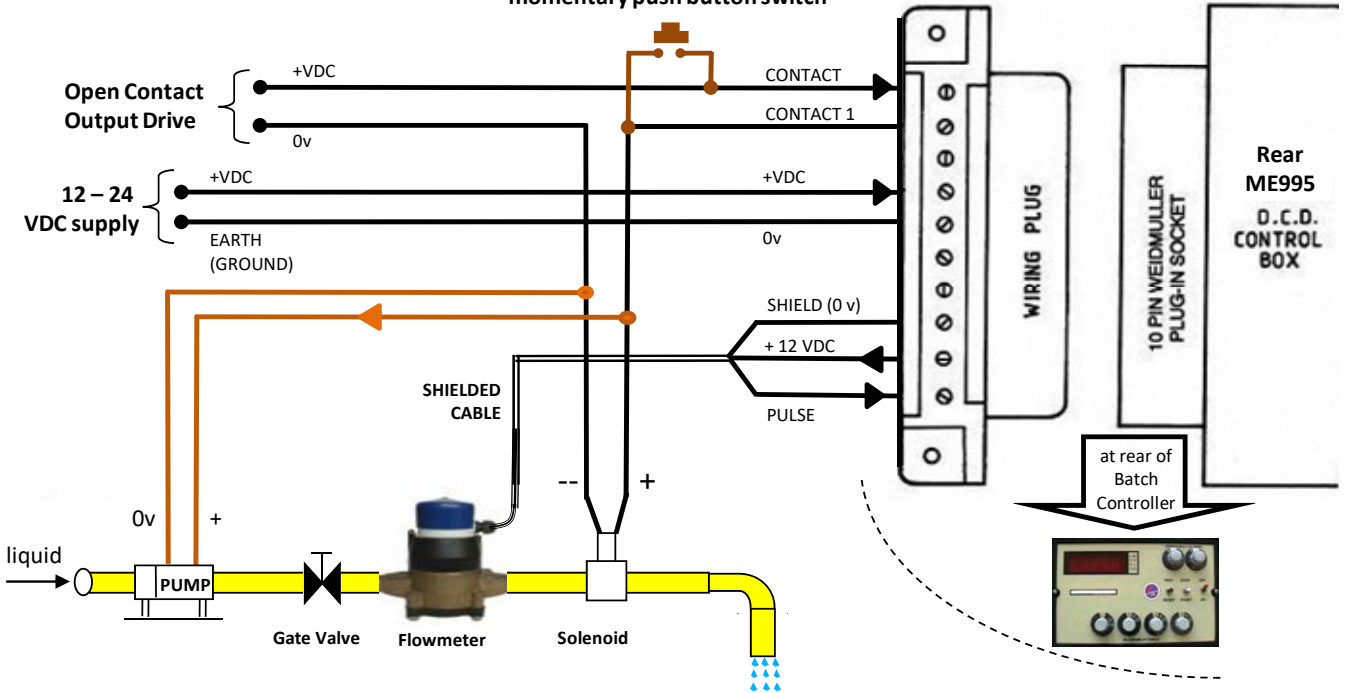 momentary push button switch
Open Contact
Output Drive
+VDC
0v
CONTACT
CONTACT 1
12 – 24
VDC supply
+VDC
EARTH
(GROUND)
+VDC
0v
SHIELD (0 v)
+ 12 VDC
PULSE
SHIELDED
CABLE
WIRING PLUG
10 PIN WEIDMULLER
PLUG-IN SOCKET
Rear
ME995
D.C.D.
CONTROL
BOX
at rear of
Batch
Controller
-- +
0v +
liquid
PUMP
Gate Valve
Flowmeter
Solenoid